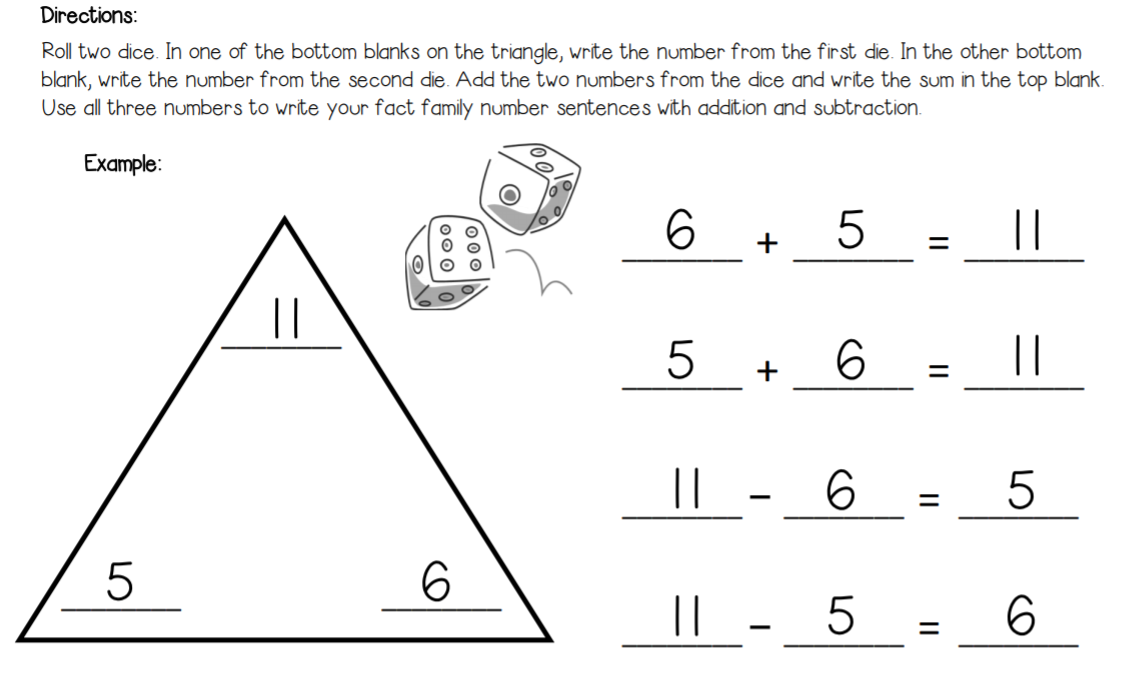 Directions:
Roll two dice. In one of the bottom blanks on the triangle, write the number from the first die. In the other bottom
blank, write the number from the second die. Add the two numbers from the dice and write the sum in the top blank.
Use all three numbers to write your fact family number sentences with addition and subtraction.
Example:
6 + 5 = 11
11
5 + 6 = 11
11 - 6 = 5
5 6
11 - 5 = 6